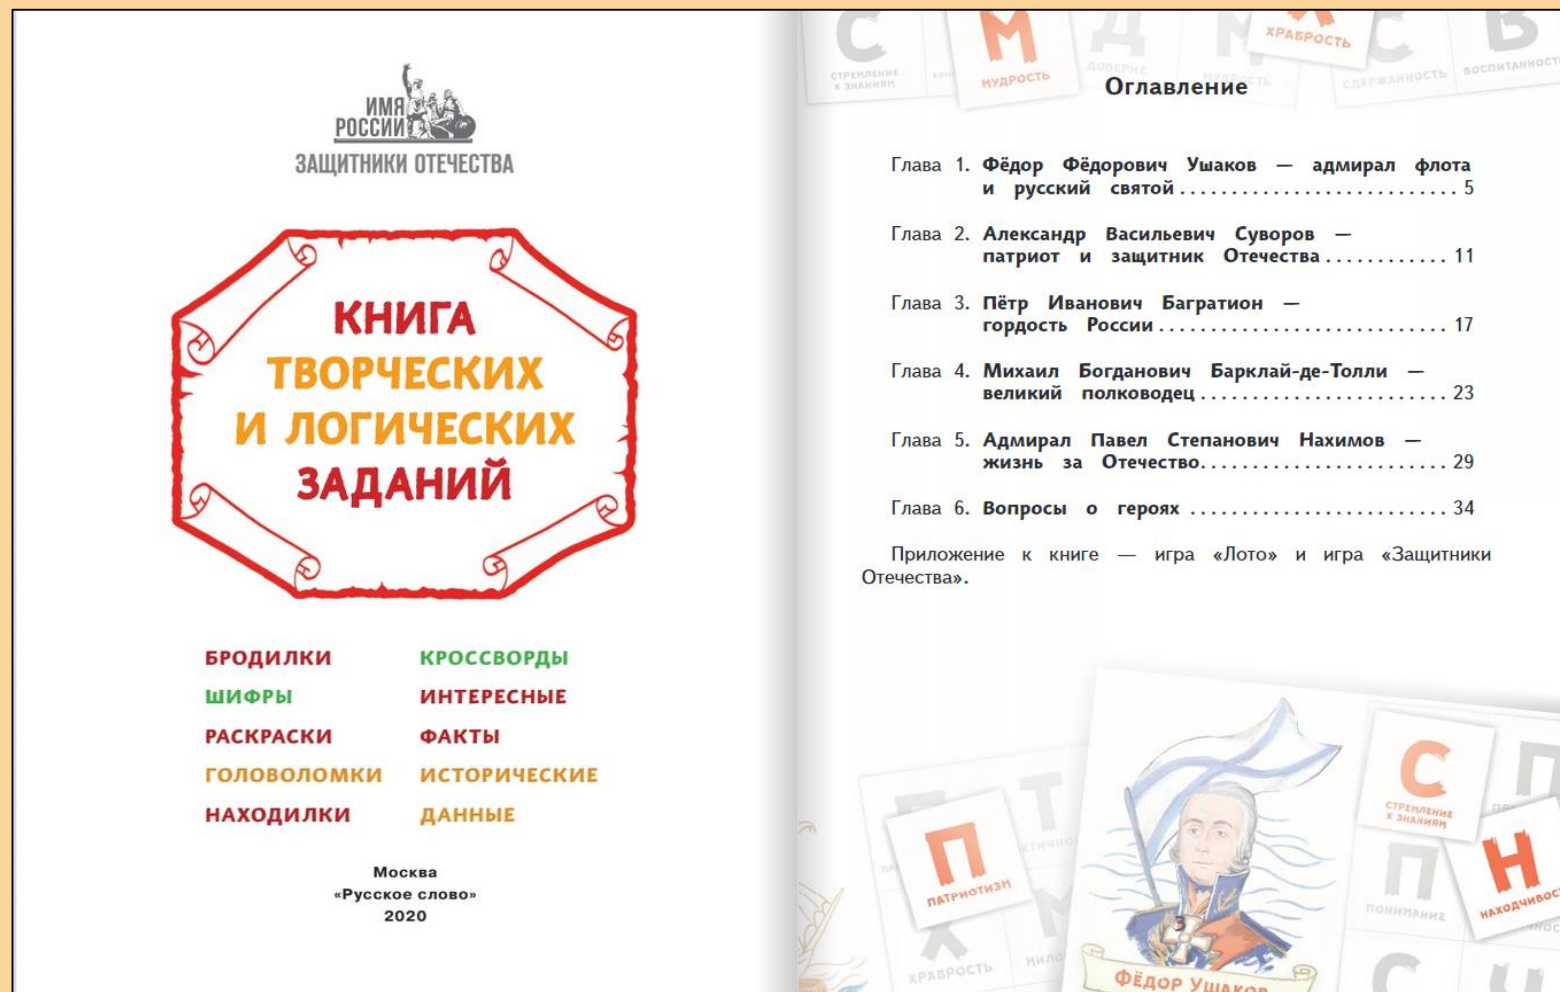 ИМЯ
РОССИИ
ЗАЩИТНИКИ ОТЕЧЕСТВА
КНИГА
ТВОРЧЕСКИХ
И ЛОГИЧЕСКИХ
ЗАДАНИЙ
БРОДИЛКИ
ШИФРЫ
РАСКРАСКИ
ГОЛОВОЛОМКИ
НАХОДИЛКИ
КРОССВОРДЫ
ИНТЕРЕСНЫЕ
ФАКТЫ
ИСТОРИЧЕСКИЕ
ДАННЫЕ
Москва
«Русское слово»
2020
С
СТРЕМЛЕНИЕ
К ЗНАНИЯМ
М
МУДРОСТЬ
Д
ДОВЕРИЕ
М
МУДРОСТЬ
Х
ХРАБРОСТЬ
С
СДЕРЖАННОСТЬ
В
ВОСПИТАННОСТЬ
Оглавление
Глава 1. Фёдор Фёдорович Ушаков — адмирал флота
и русский святой........................... 5
Глава 2. Александр Васильевич Суворов —
патриот и защитник Отечества............ 11
Глава 3. Пётр Иванович Багратион —
гордость России............................ 17
Глава 4. Михаил Богданович Барклай-де-Толли —
великий полководец........................ 23
Глава 5. Адмирал Павел Степанович Нахимов —
жизнь за Отечество........................ 29
Глава 6. Вопросы о героях ......................... 34
Приложение к книге — игра «Лото» и игра «Защитники
Отечества».
П
ПАТРИОТИЗМ
Т
Х
ХРАБРОСТЬ
М
ФЁДОР УШАКОВ
С
СТРЕМЛЕНИЕ
К ЗНАНИЯМ
П
П
ПОНИМАНИЕ
Н
С
Ч